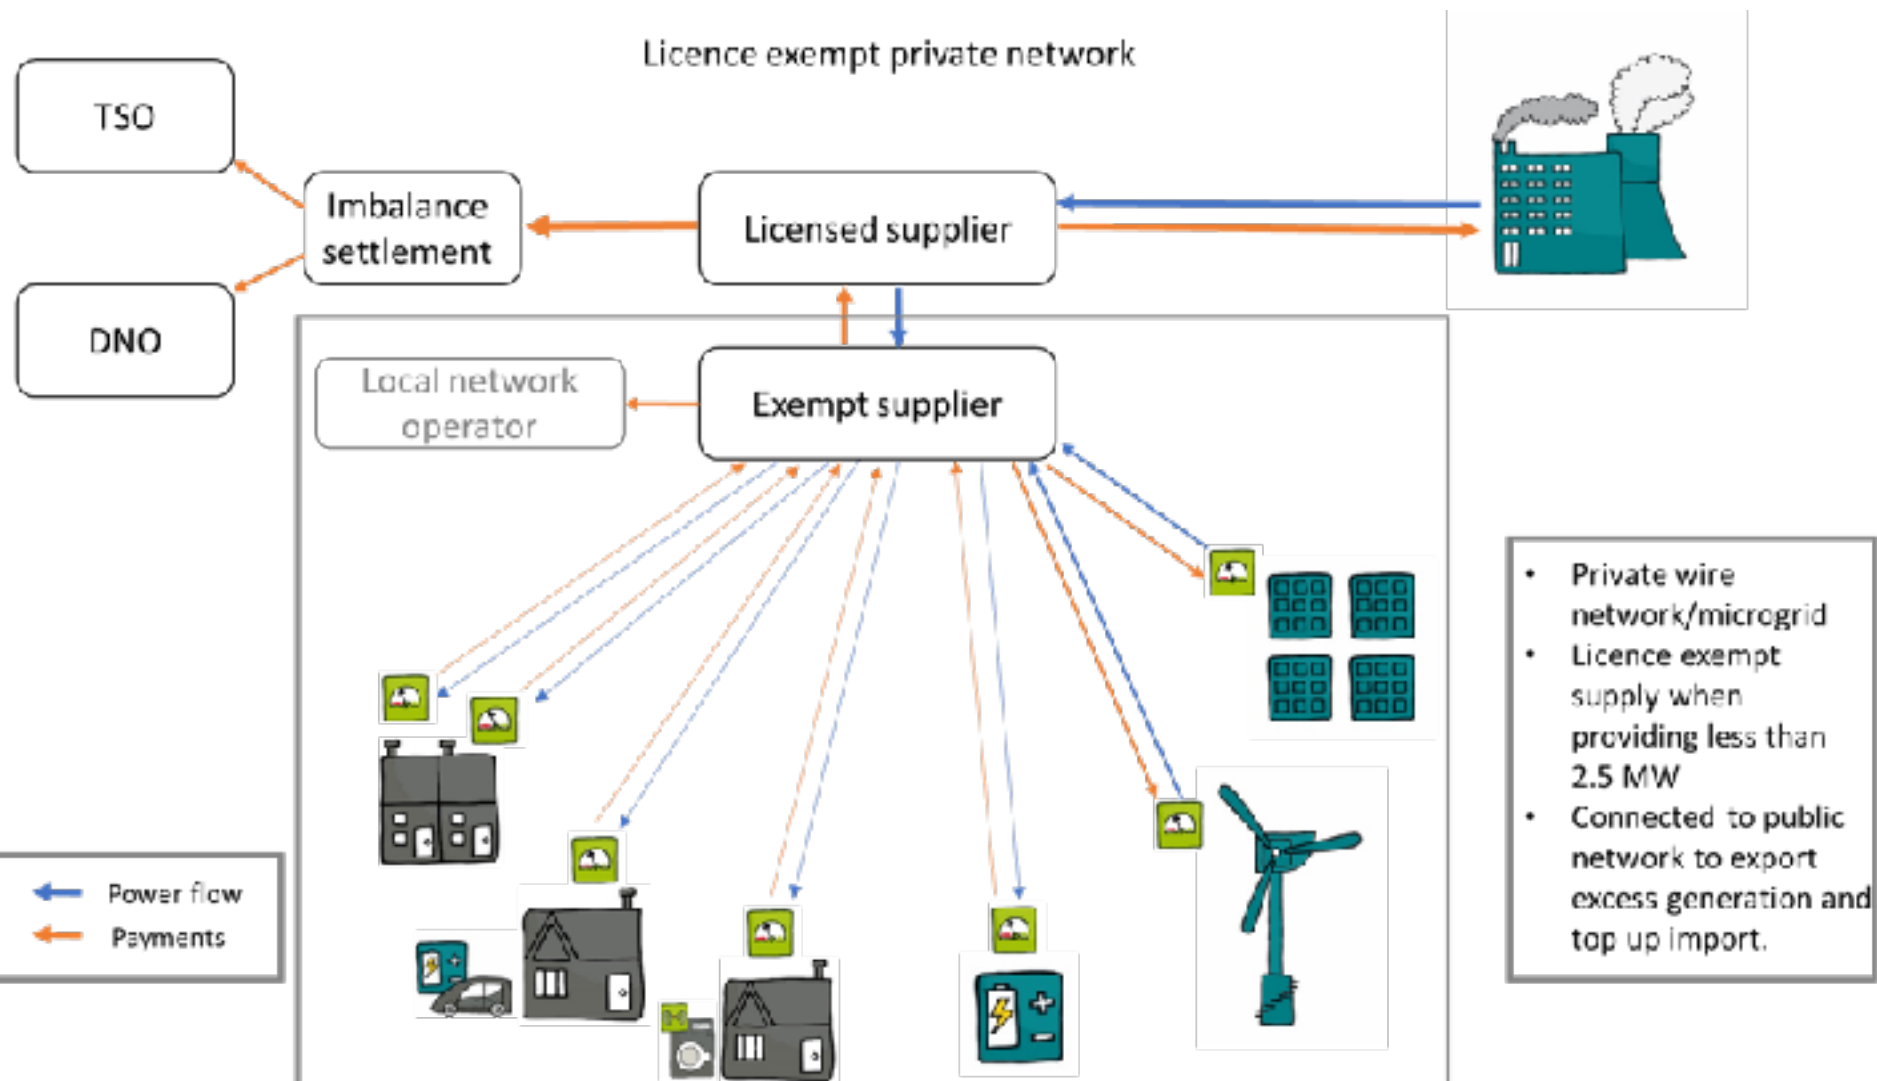 Licence exempt private network
TSO
Imbalance
settlement
Licensed supplier
DNO
Local network
operator
Exempt supplier
• Private wire
network/microgrid
• Licence exempt
supply when
providing less than
2.5 MW
• Connected to public
network to export
excess generation and
top up import.
Power flow
Payments